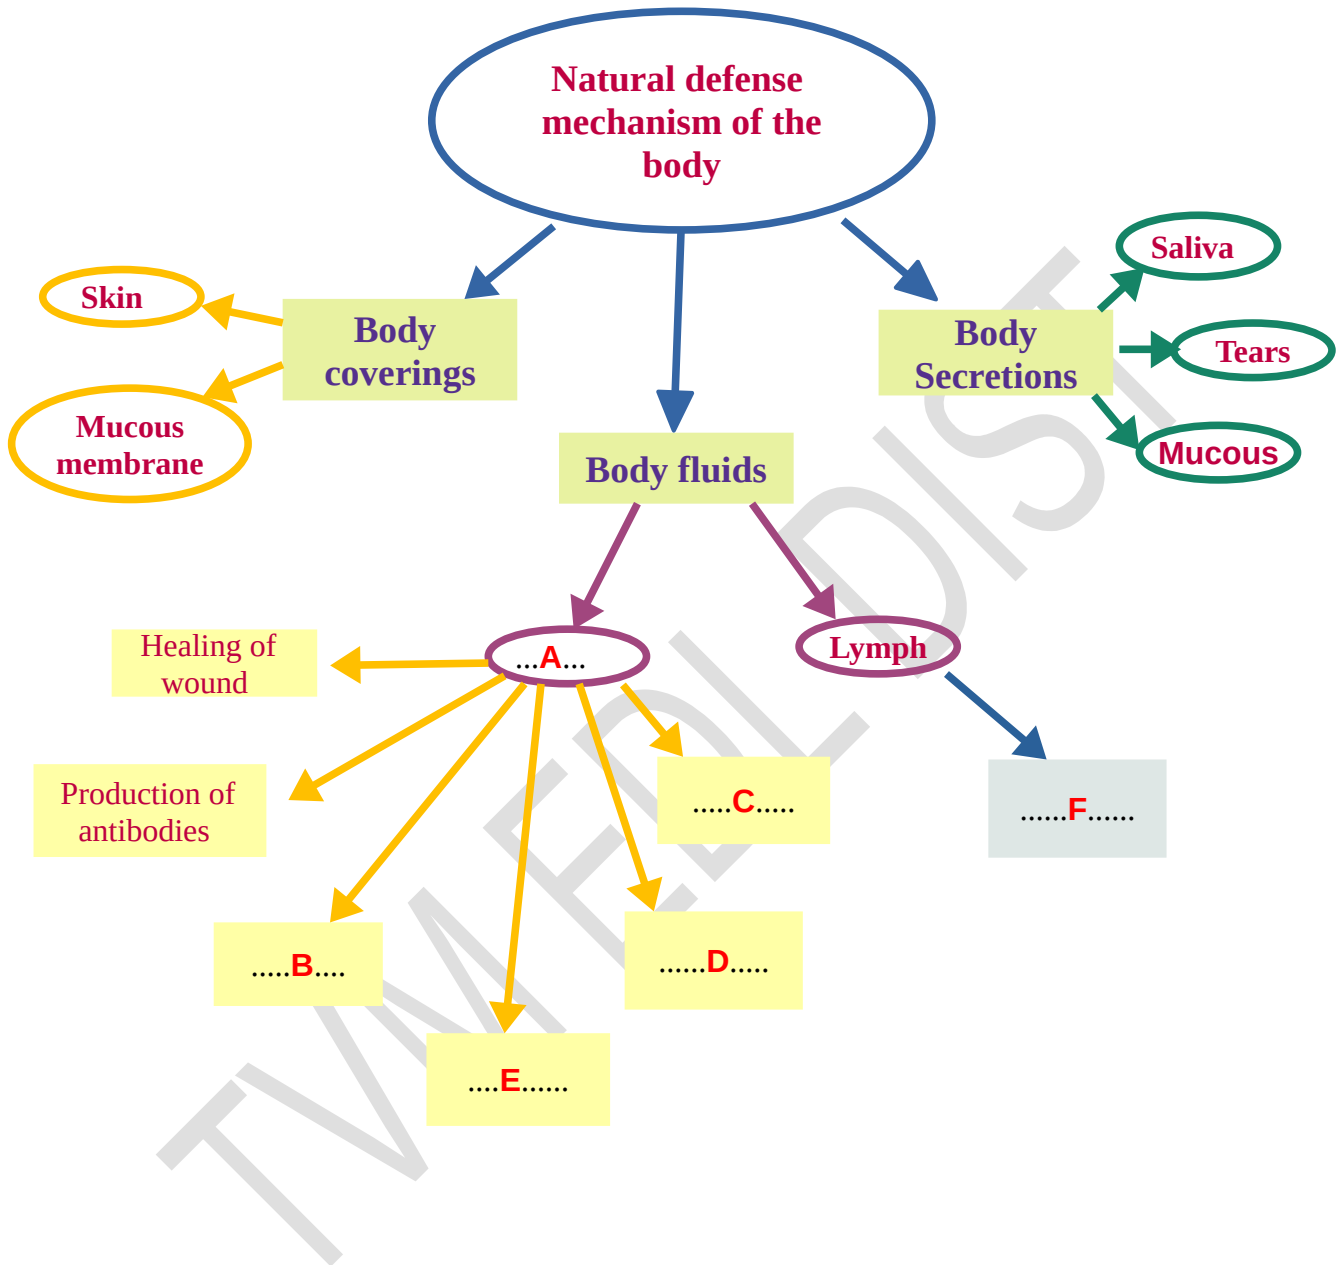 Natural defense
mechanism of the
body
Saliva
Skin
Body
coverings
Body
Secretions
Tears
Mucous
membrane
Mucous
Body fluids
Healing of
wound
...A...
Lymph
Production of
antibodies
.....C.....
......F......
.....B....
......D.....
....E......
TVM EDL DIST